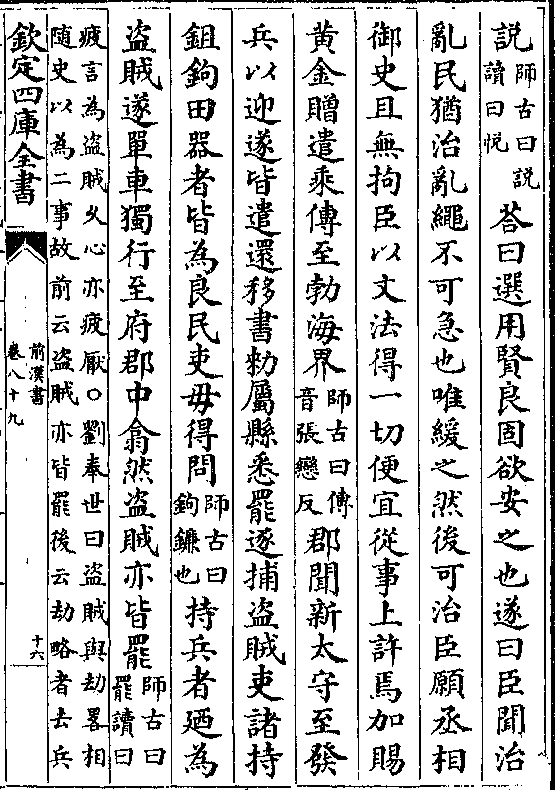 説師古曰説讀曰悦荅曰選用賢良固欲安之也遂曰臣聞治
亂民猶治亂繩不可急也唯緩之然後可治臣願丞相
御史且無拘臣以文法得一切便宜從事上許焉加賜
黄金贈遣乘傳至勃海界師古曰傳音張戀反郡聞新太守至發
兵以迎遂皆遣還移書勑屬縣悉罷逐捕盜賊吏諸持
鉏鉤田器者皆為良民吏毋得問師古曰鉤鐮也持兵者廼為
盜賊遂單車獨行至府郡中翕然盜賊亦皆罷師古曰罷讀曰
疲言為盜賊久心亦疲厭○劉奉世曰盜賊與劫畧相
隨史以為二事故前云盜賊亦皆罷後云劫略者去兵
欽定四庫全書
前漢書
卷八十九
十六